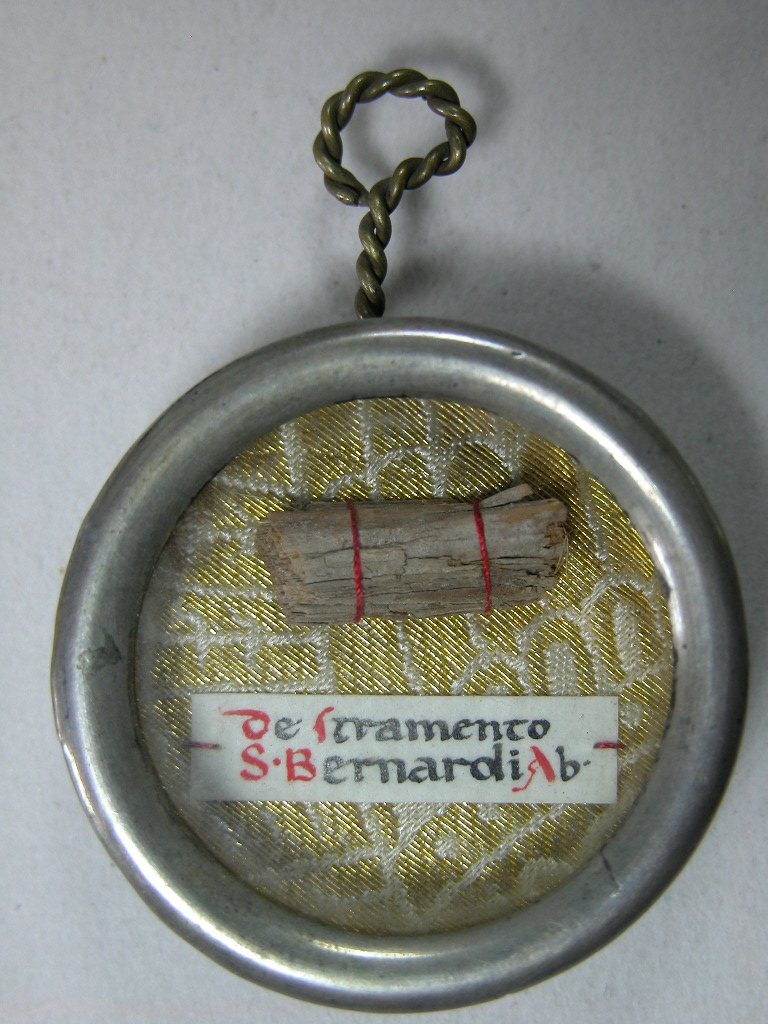 De stramento
S. Bernardi Ab.